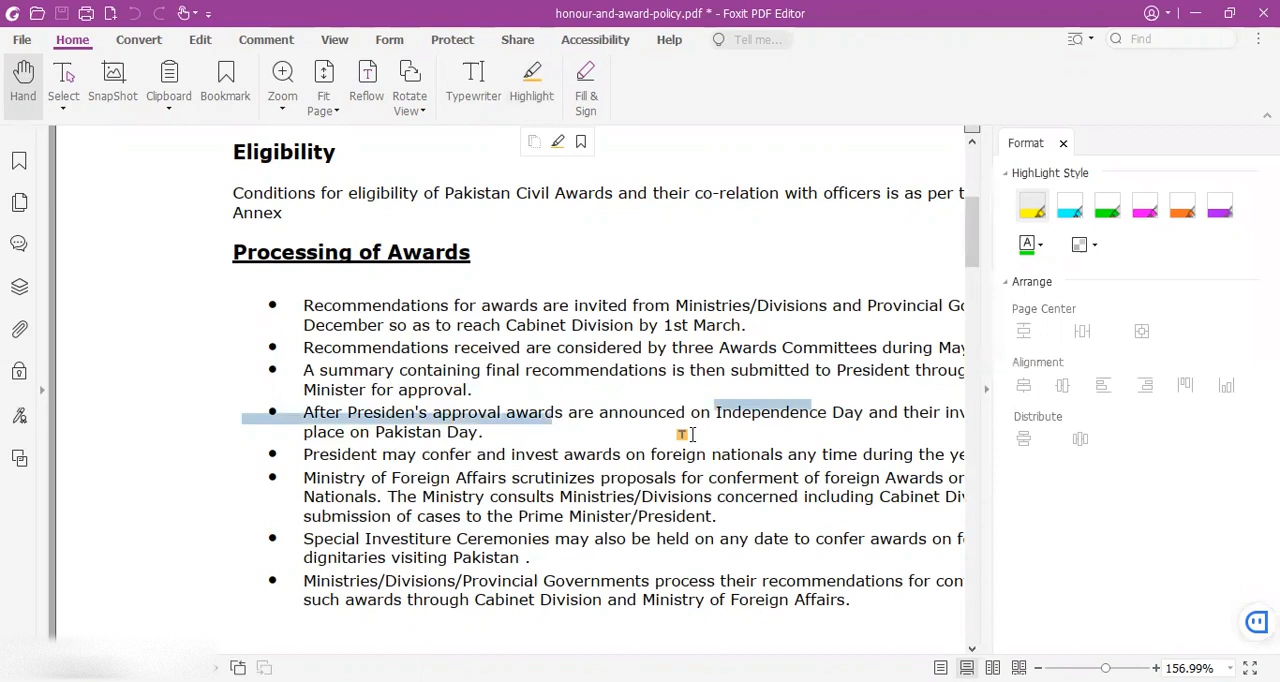 honour-and-award-policy.pdf * - Foxit PDF Editor
File Home Convert Edit Comment View Form Protect Share Accessibility Help Tell me... Find
Hand Select SnapShot Clipboard Bookmark Zoom Fit Page Reflow Rotate View Typewriter Highlight Fill & Sign
Eligibility
Conditions for eligibility of Pakistan Civil Awards and their co-relation with officers is as per t
Annex
Processing of Awards
Recommendations for awards are invited from Ministries/Divisions and Provincial Go
December so as to reach Cabinet Division by 1st March.
Recommendations received are considered by three Awards Committees during May
A summary containing final recommendations is then submitted to President throug
Minister for approval.
After Presiden's approval awards are announced on Independence Day and their inv
place on Pakistan Day.
President may confer and invest awards on foreign nationals any time during the ye
Ministry of Foreign Affairs scrutinizes proposals for conferment of foreign Awards or
Nationals. The Ministry consults Ministries/Divisions concerned including Cabinet Di
submission of cases to the Prime Minister/President.
Special Investiture Ceremonies may also be held on any date to confer awards on f
dignitaries visiting Pakistan .
Ministries/Divisions/Provincial Governments process their recommendations for con
such awards through Cabinet Division and Ministry of Foreign Affairs.
Format
HighLight Style
Arrange
Page Center
Alignment
Distribute
156.99%